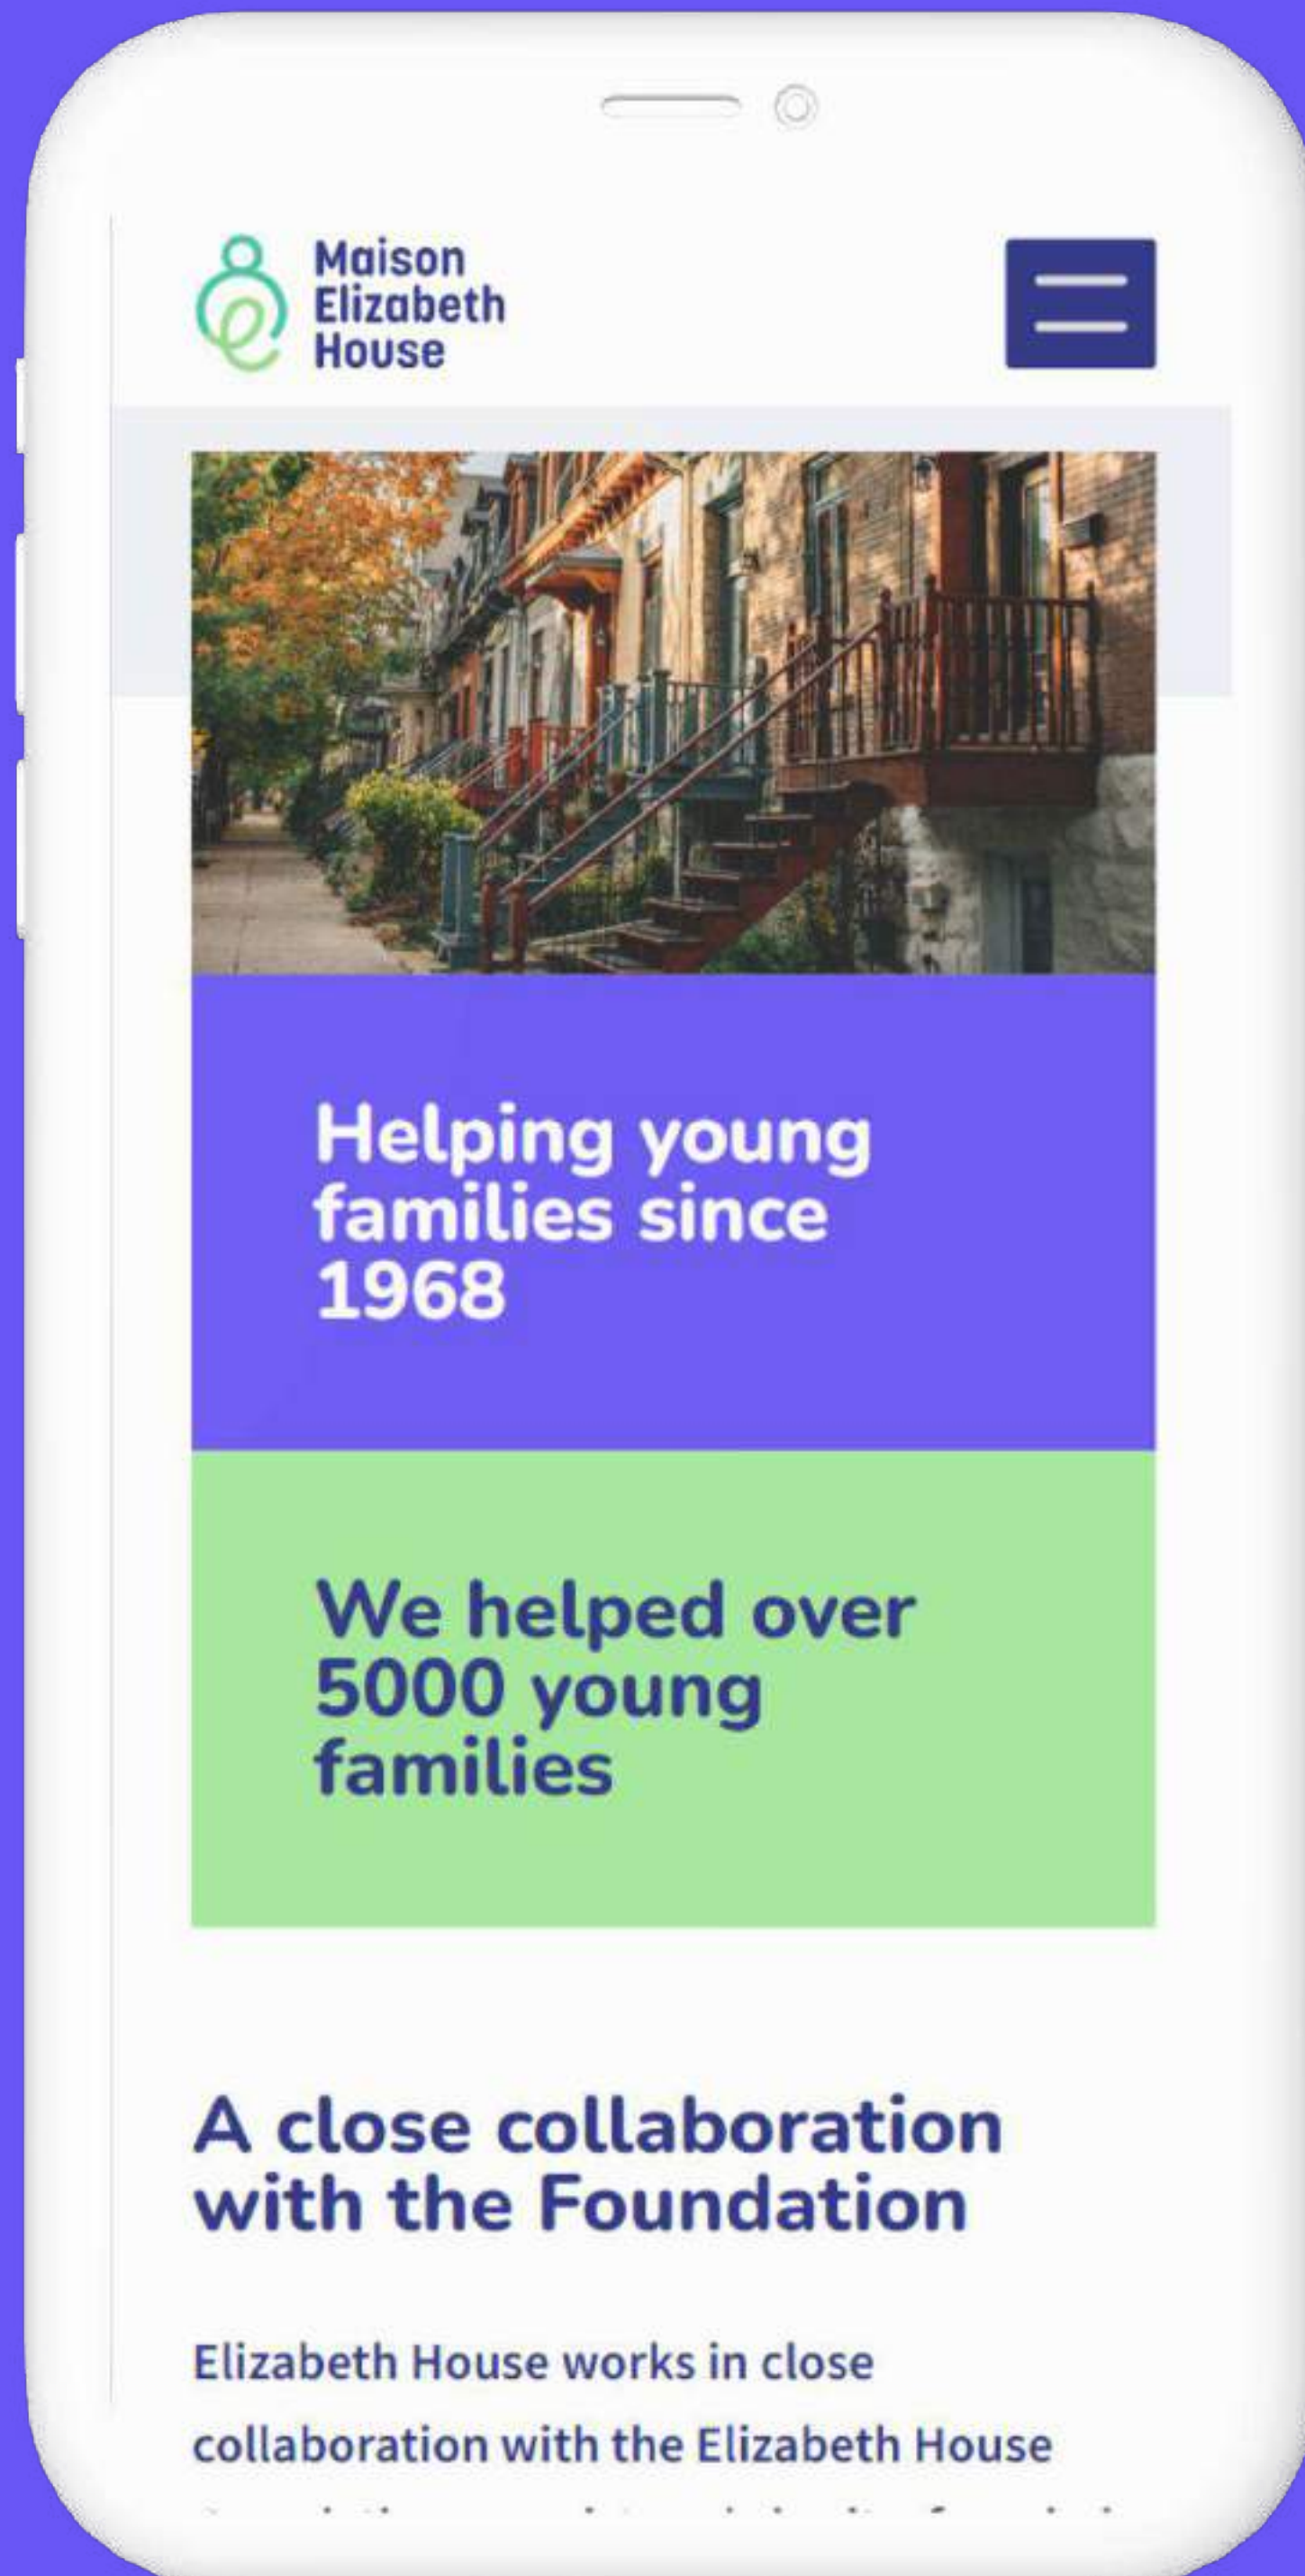 Maison
Elizabeth
House
Helping young
families since
1968
We helped over
5000 young
families
A close collaboration
with the Foundation
Elizabeth House works in close
collaboration with the Elizabeth House